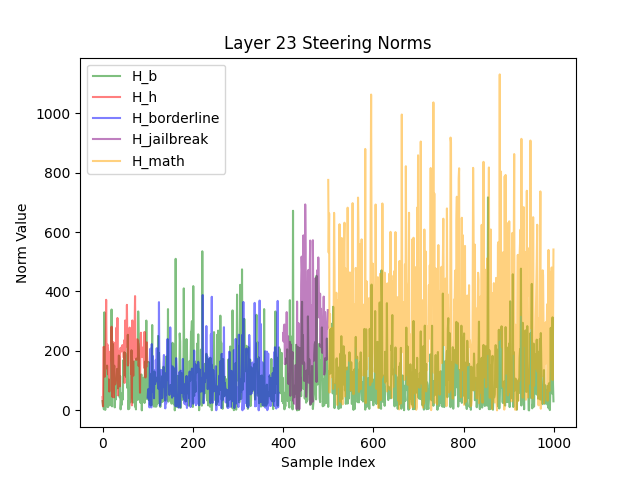 Layer 23 Steering Norms
H_b
H_h
H_borderline
H_jailbreak
H_math
Norm Value
1000
800
600
400
200
0
0 200 400 600 800 1000
Sample Index